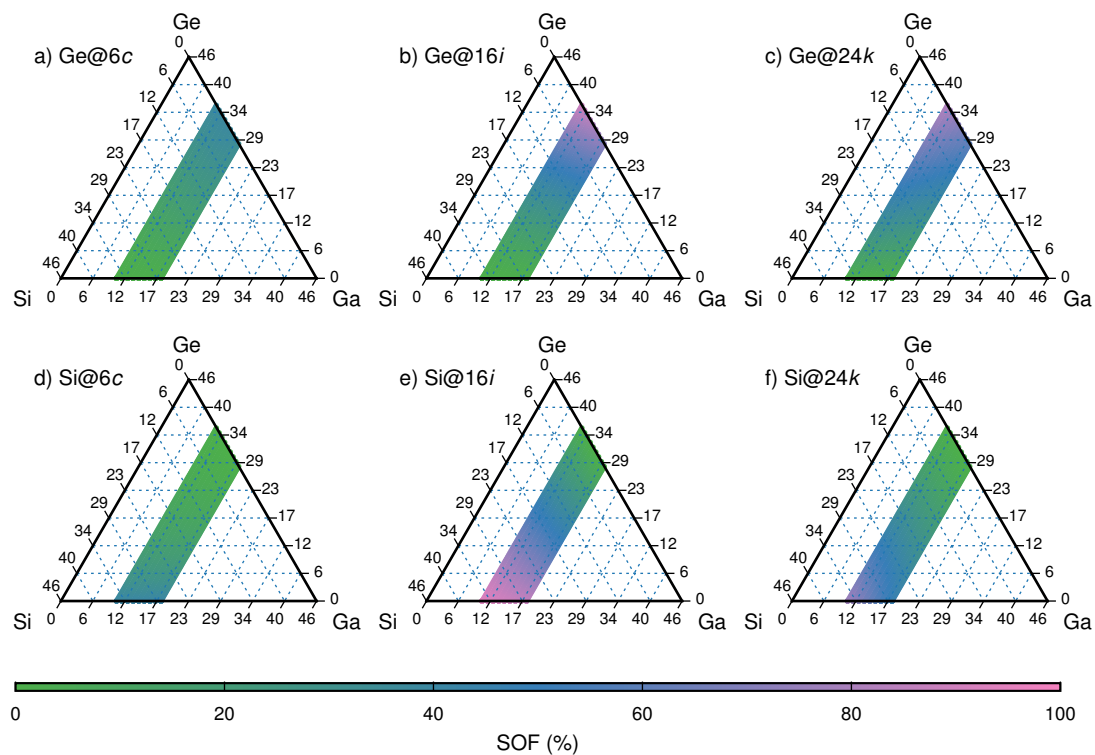 Ge Ge Ge
a) Ge@6c b) Ge@16i c) Ge@24k
0 46 0 46 0 46
6 40 6 40 6 40
12 34 12 34 12 34
17 29 17 29 17 29
23 23 23 23 23 23
29 17 29 17 29 17
34 12 34 12 34 12
40 6 40 6 40 6
46 0 46 0 46 0
Si 0 6 12 17 23 29 34 40 46 Ga Si 0 6 12 17 23 29 34 40 46 Ga Si 0 6 12 17 23 29 34 40 46 Ga
Ge Ge Ge
d) Si@6c e) Si@16i f) Si@24k
0 46 0 46 0 46
6 40 6 40 6 40
12 34 12 34 12 34
17 29 17 29 17 29
23 23 23 23 23 23
29 17 29 17 29 17
34 12 34 12 34 12
40 6 40 6 40 6
46 0 46 0 46 0
Si 0 6 12 17 23 29 34 40 46 Ga Si 0 6 12 17 23 29 34 40 46 Ga Si 0 6 12 17 23 29 34 40 46 Ga
0 20 40 60 80 100
SOF (%)